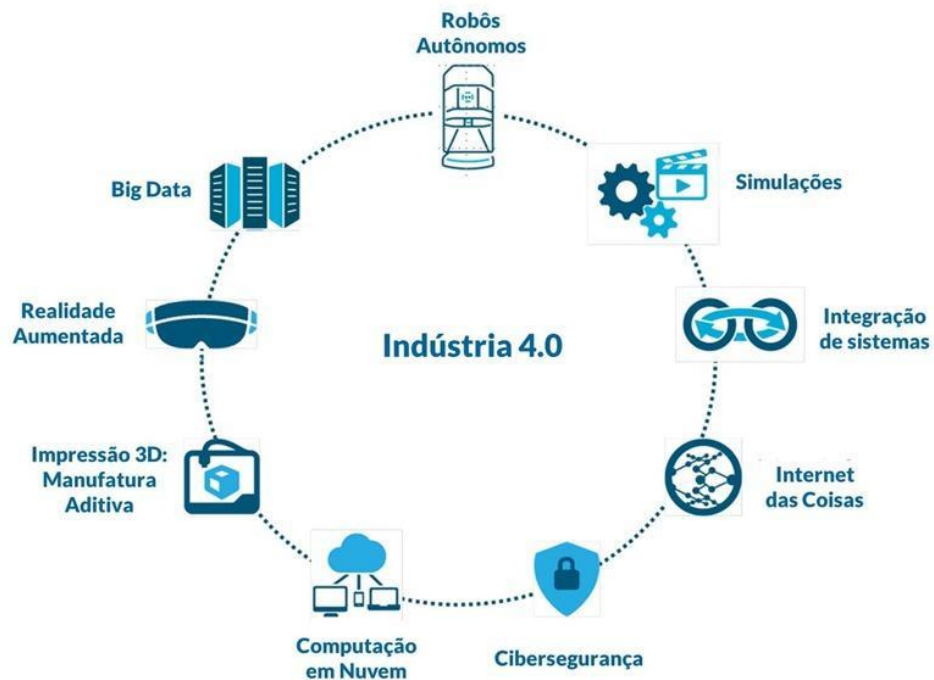 Robôs
Autônomos
Simulações
Big Data
Integração
de sistemas
Realidade
Aumentada
Indústria 4.0
Internet
das Coisas
Impressão 3D:
Manufatura
Aditiva
Cibersegurança
Computação
em Nuvem